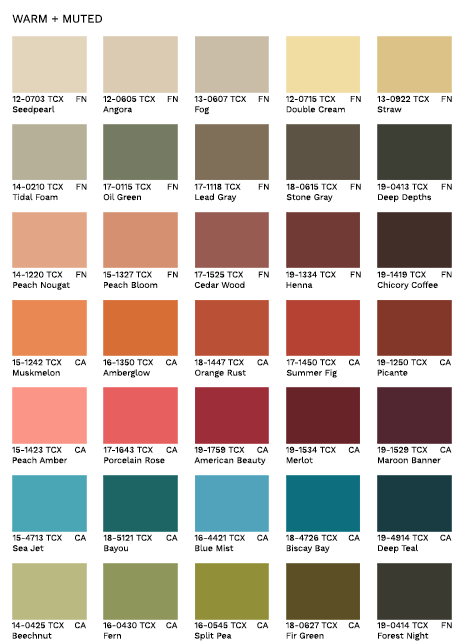 WARM + MUTED
12-0703 TCX FN 12-0605 TCX FN 13-0607 TCX FN 12-0715 TCX FN 13-0922 TCX FN
Seedpearl Angora Fog Double Cream Straw
14-0210 TCX FN 17-0115 TCX FN 17-1118 TCX FN 18-0615 TCX FN 19-0413 TCX FN
Tidal Foam Oil Green Lead Gray Stone Gray Deep Depths
14-1220 TCX FN 15-1327 TCX FN 17-1525 TCX FN 19-1334 TCX FN 19-1419 TCX FN
Peach Nougat Peach Bloom Cedar Wood Henna Chicory Coffee
15-1242 TCX CA 16-1350 TCX CA 18-1447 TCX CA 17-1450 TCX CA 19-1250 TCX CA
Muskmelon Amberglow Orange Rust Summer Fig Picante
15-1423 TCX CA 17-1643 TCX CA 19-1759 TCX CA 19-1534 TCX CA 19-1529 TCX CA
Peach Amber Porcelain Rose American Beauty Merlot Maroon Banner
15-4713 TCX CA 18-5121 TCX CA 16-4421 TCX CA 18-4726 TCX CA 19-4914 TCX CA
Sea Jet Bayou Blue Mist Biscay Bay Deep Teal
14-0425 TCX CA 16-0430 TCX CA 16-0545 TCX CA 18-0627 TCX CA 19-0414 TCX FN
Beechnut Fern Split Pea Fir Green Forest Night